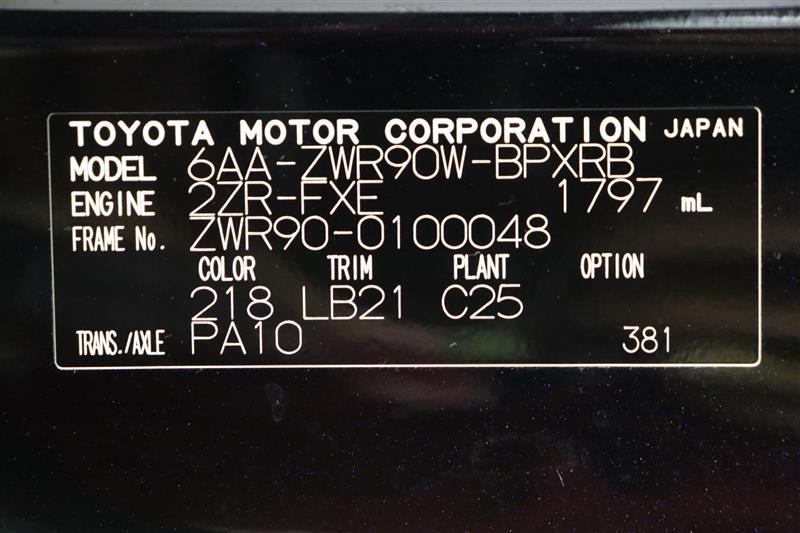 TOYOTA MOTOR CORPORATION JAPAN
MODEL 6AA-ZWR90W-BPXRB
ENGINE 2ZR-FXE 1797 mL
FRAME No. ZWR90-0100048
COLOR TRIM PLANT OPTION
218 LB21 C25
TRANS./AXLE PA10 381